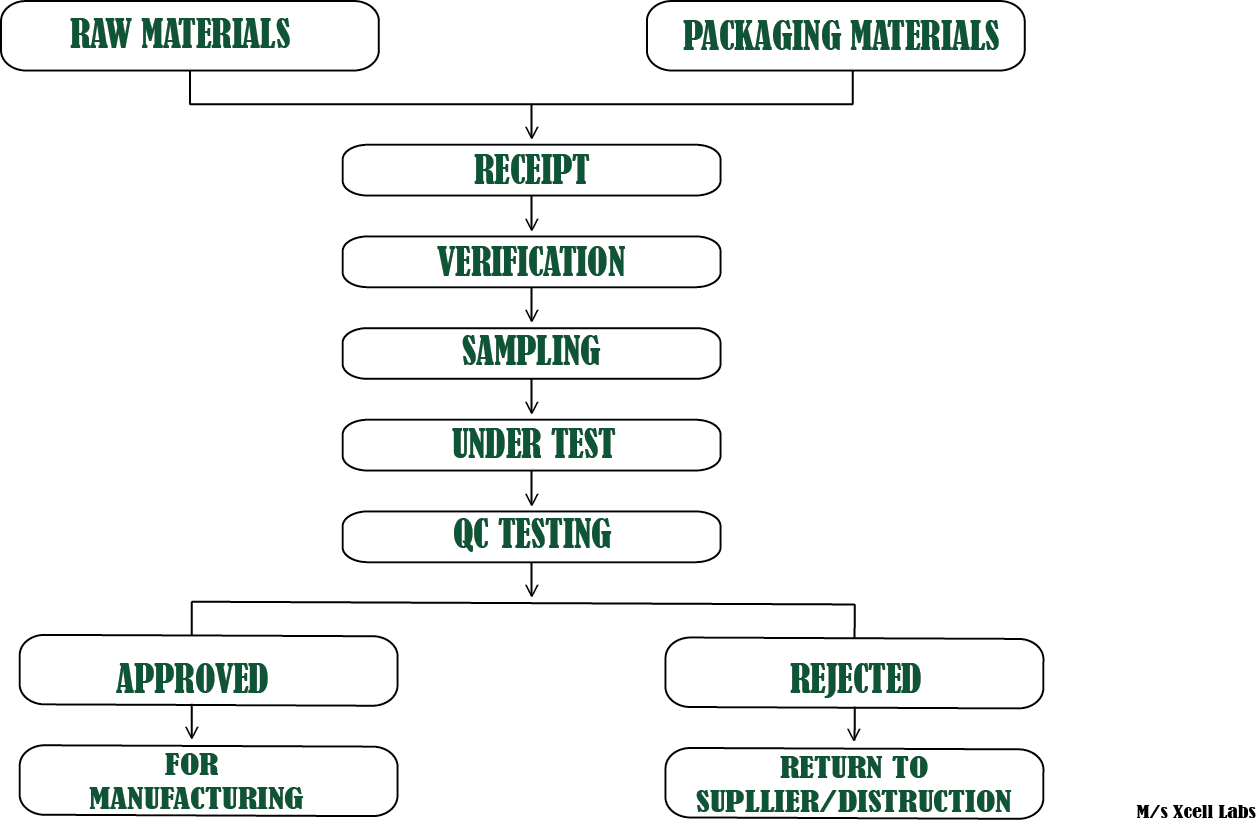 RAW MATERIALS
PACKAGING MATERIALS
RECEIPT
VERIFICATION
SAMPLING
UNDER TEST
QC TESTING
APPROVED
REJECTED
FOR
MANUFACTURING
RETURN TO
SUPLLIER/DISTRUCTION
M/s Xcell Labs